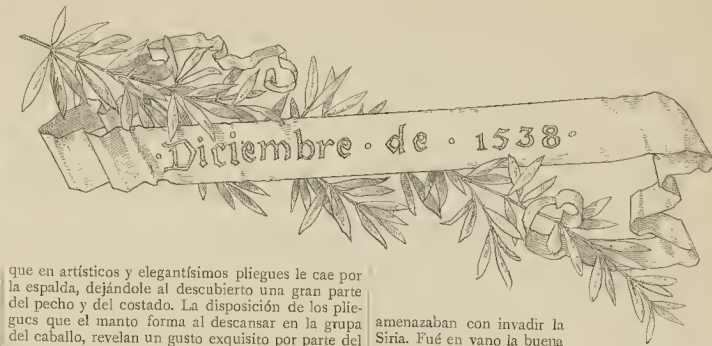 ·Diciembre · de · 1538·
que en artísticos y elegantísimos pliegues le cae por
la espalda, dejándole al descubierto una gran parte
del pecho y del costado. La disposición de los plie-
gues que el manto forma al descansar en la grupa
del caballo, revelan un gusto exquisito por parte del
amenazaban con invadir la
Siria. Fué en vano la buena